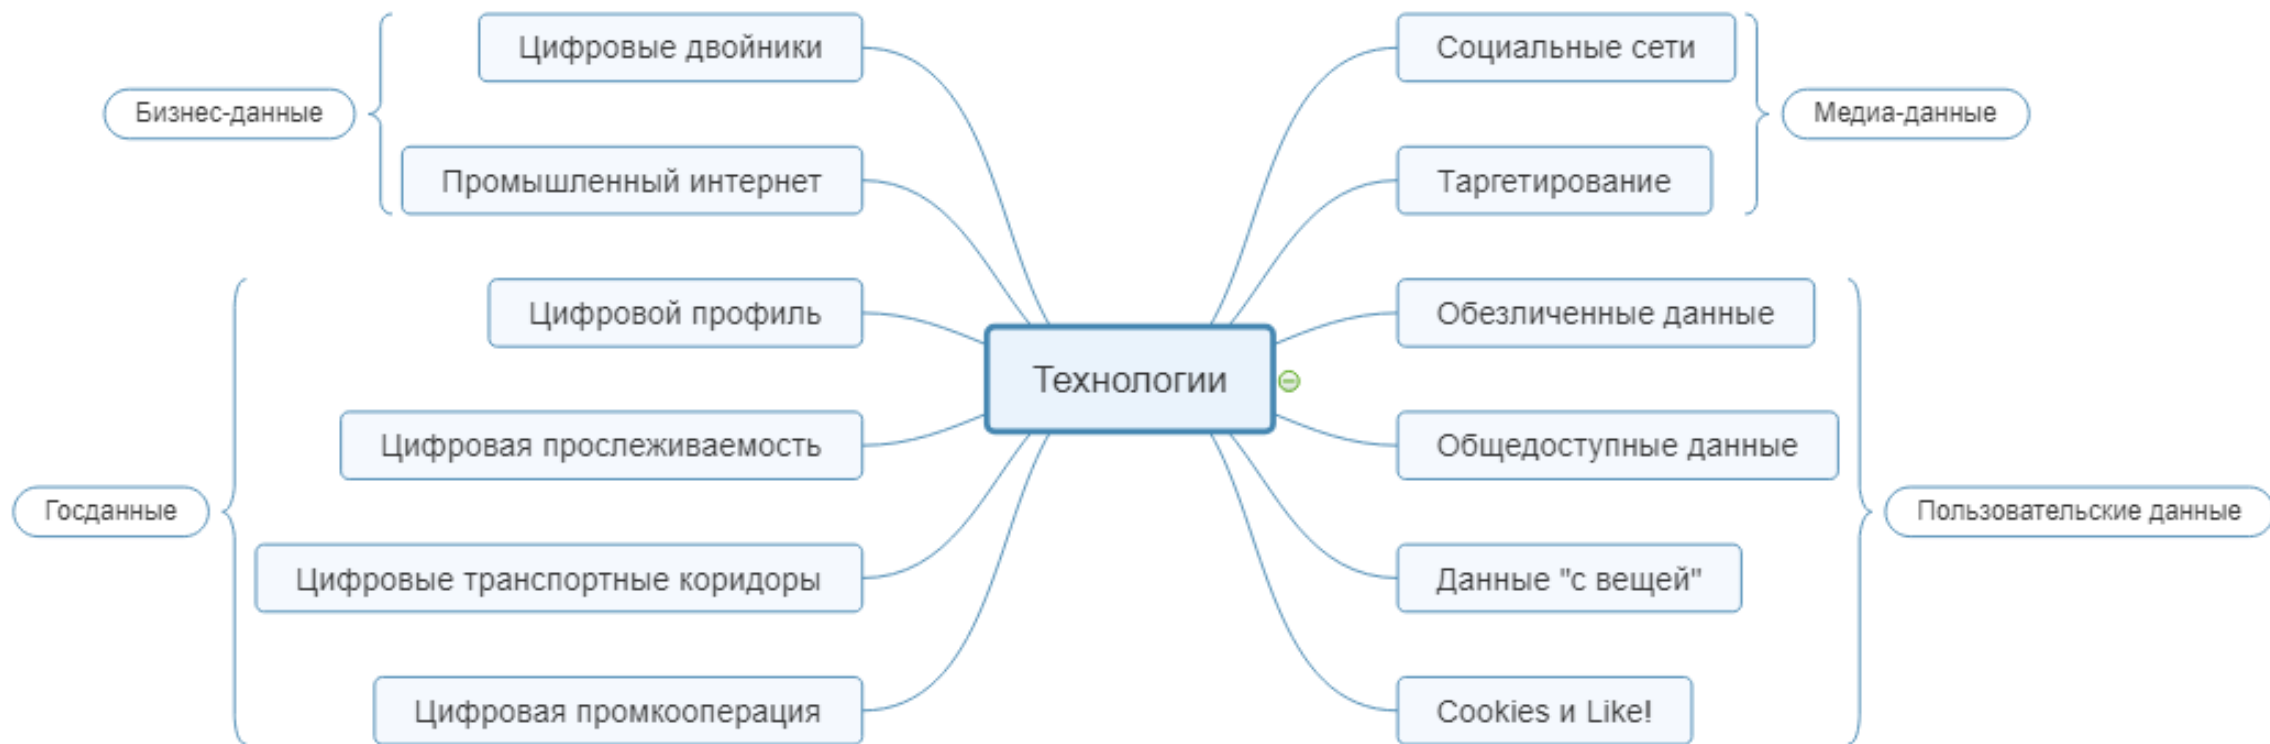 Цифровые двойники
Промышленный интернет
Бизнес-данные
Цифровой профиль
Цифровая прослеживаемость
Цифровые транспортные коридоры
Цифровая промкооперация
Госданные
Технологии
Социальные сети
Таргетирование
Медиа-данные
Обезличенные данные
Общедоступные данные
Данные "с вещей"
Cookies и Like!
Пользовательские данные